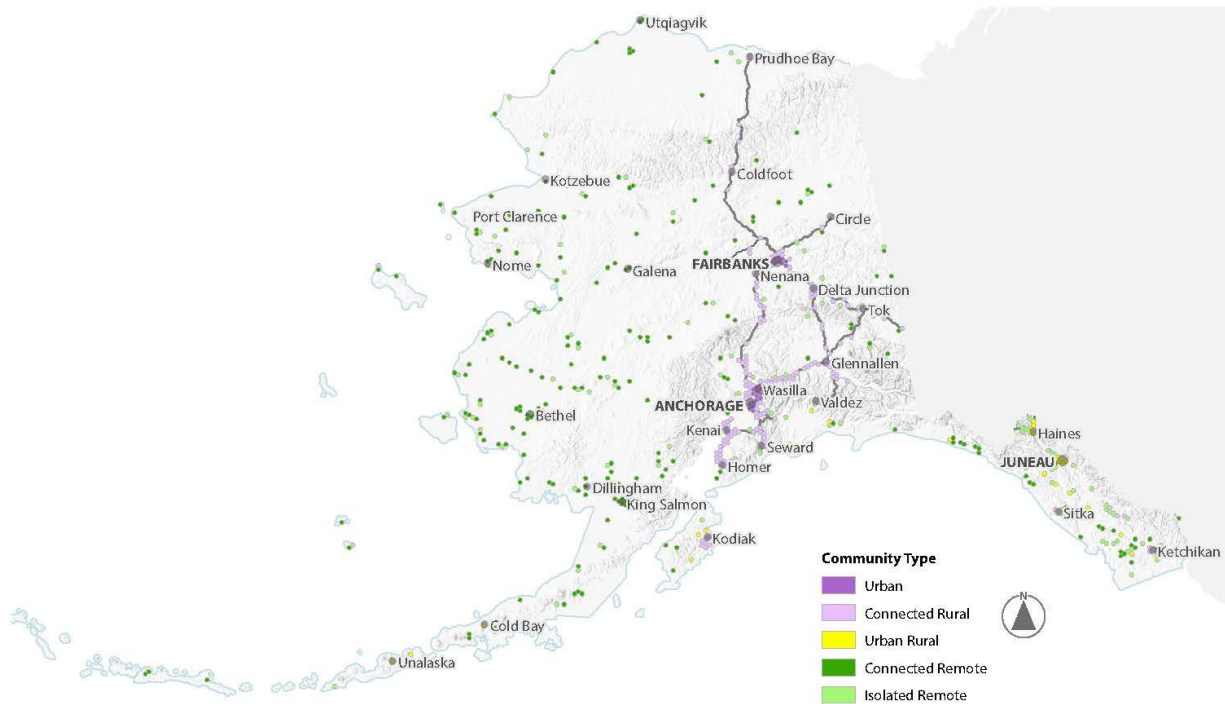 Utqiagvik
Prudhoe Bay
Coldfoot
Kotzebue
Port Clarence
Circle
Nome
Galena
FAIRBANKS
Nenana
Delta Junction
Tok
Glennallen
Wasilla
ANCHORAGE
Valdez
Bethel
Kenai
Seward
Haines
Homer
JUNEAU
Dillingham
King Salmon
Sitka
Kodiak
Ketchikan
Cold Bay
Unalaska
Community Type
Urban
Connected Rural
Urban Rural
Connected Remote
Isolated Remote
N